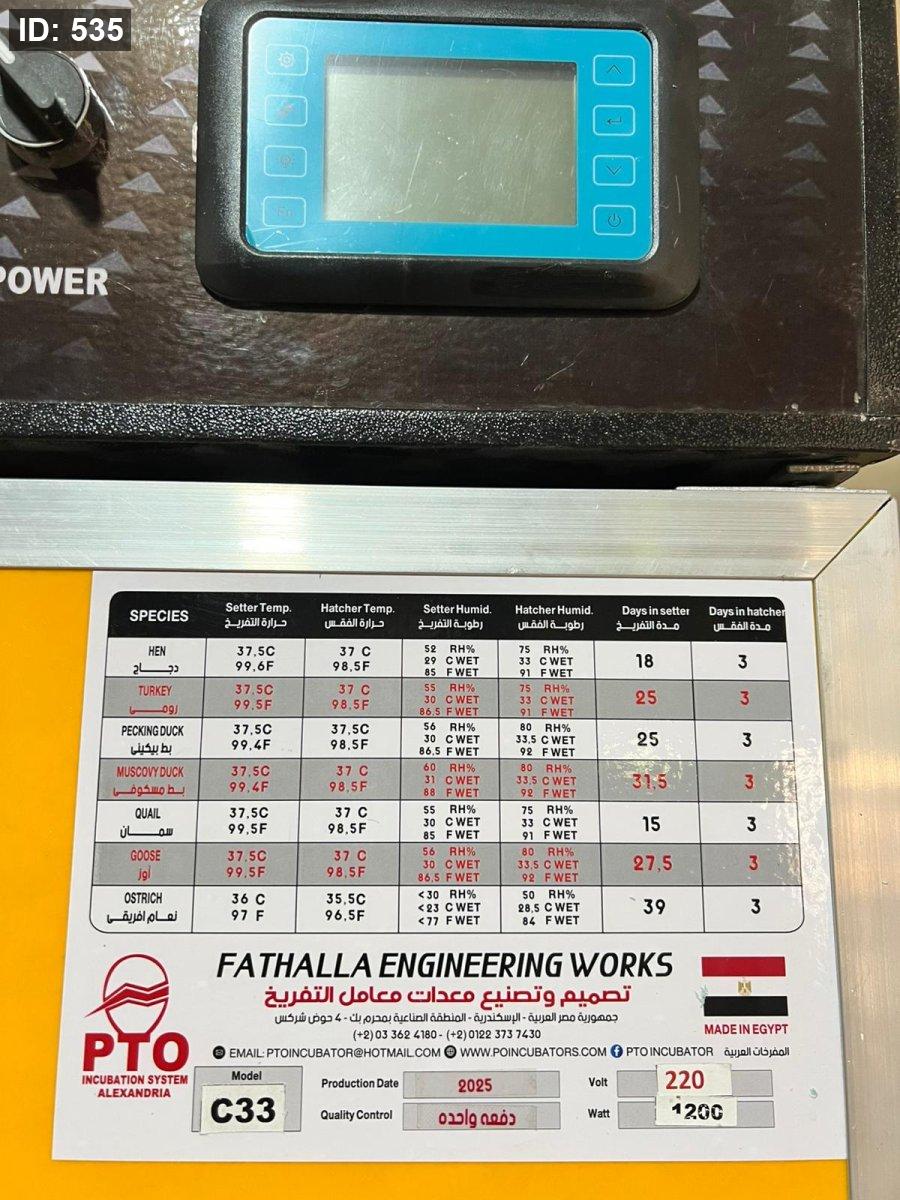 ID: 535
POWER
SPECIES
Setter Temp. Hatcher Temp. Setter Humid. Hatcher Humid. Days in setter Days in hatcher
حرارة التفريخ حرارة الفقس رطوبة التفريخ رطوبة الفقس مدة التفريخ مدة الفقس
HEN 37,5C 37 C 52 RH% 75 RH% 18 3
29 C WET 33 C WET
دجــــاج 99,6F 98,5F 85 F WET 91 F WET
TURKEY 37,5C 37 C 55 RH% 75 RH% 25 3
30 C WET 33 C WET
رومــــى 99,5F 98,5F 86,5 F WET 91 F WET
PECKING DUCK 37,5C 37 C 56 RH% 80 RH% 25 3
30 C WET 33,5 C WET
بط بيكينى 99,4F 98,5F 86,5 F WET 92 F WET
MUSCOVY DUCK 37,5C 37 C 60 RH% 80 RH% 31,5 3
31 C WET 33,5 C WET
بـط مسكوفـى 99,4F 98,5F 88 F WET 92 F WET
QUAIL 37,5C 37 C 55 RH% 75 RH% 15 3
30 C WET 33 C WET
سمــــان 99,5F 98,5F 85 F WET 91 F WET
GOOSE 37,5C 37 C 56 RH% 80 RH% 27,5 3
30 C WET 33,5 C WET
أوز 99,5F 98,5F 86,5 F WET 92 F WET
OSTRICH 36 C 35,5C <30 RH% 50 RH% 39 3
<23 C WET 28,5 C WET
نعـام افريقـى 97 F 96,5F <77 F WET 84 F WET
FATHALLA ENGINEERING WORKS
تصميم وتصنيع معدات معامل التفريخ
جمهورية مصر العربية - الإسكندرية - المنطقة الصناعية بمحرم بك - 4 حوض شركس
(+2) 03 362 4180 - (+2) 0122 373 7430
EMAIL: PTOINCUBATOR@HOTMAIL.COM WWW.POINCUBATORS.COM PTO INCUBATOR المفرخات العربية
MADE IN EGYPT
PTO
INCUBATION SYSTEM
ALEXANDRIA
Model
C33
Production Date 2025
Quality Control دفعه واحده
Volt 220
Watt 1200